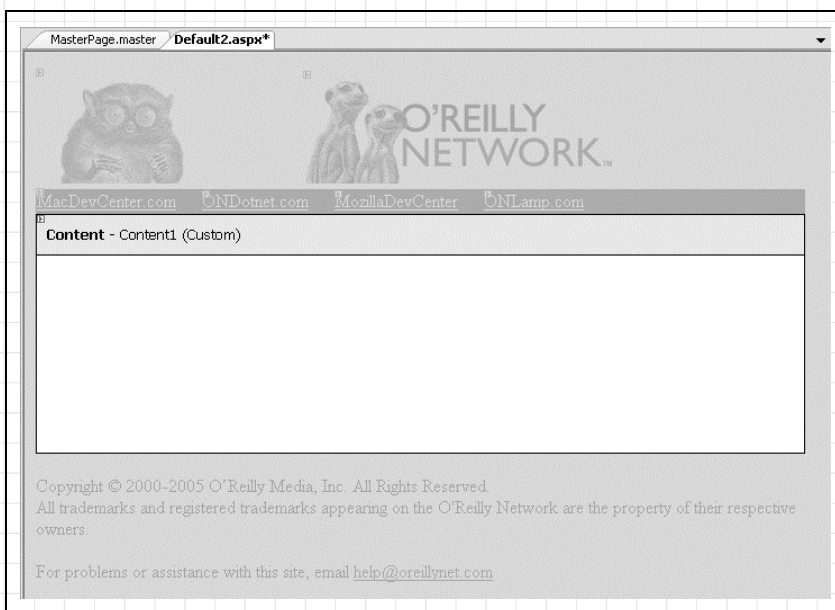 MasterPage.master Default2.aspx*
O'REILLY
NETWORK™
MacDevCenter.com ONDotnet.com MozillaDevCenter ONLamp.com
Content - Content1 (Custom)
Copyright © 2000-2005 O'Reilly Media, Inc. All Rights Reserved.
All trademarks and registered trademarks appearing on the O'Reilly Network are the property of their respective
owners.
For problems or assistance with this site, email help@oreillynet.com